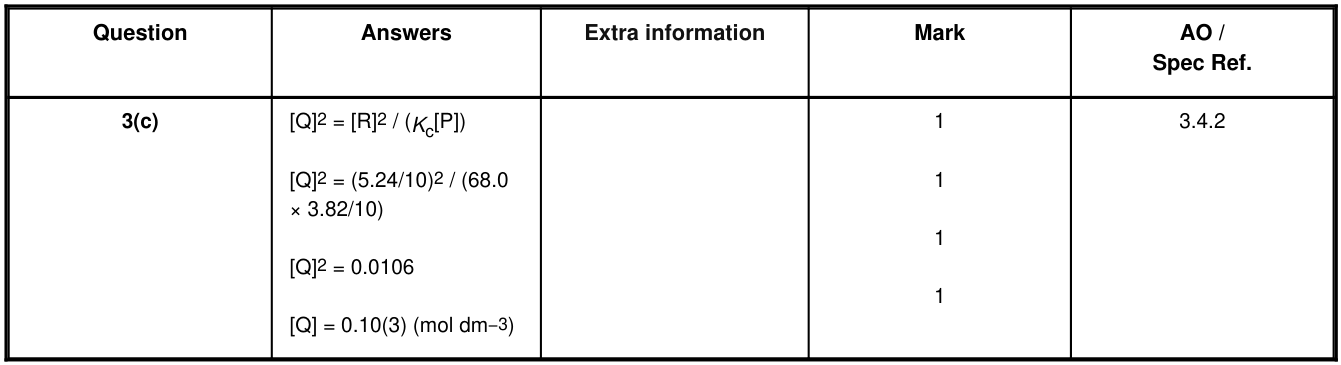 Question Answers Extra information Mark AO /
Spec Ref.
3(c) [Q]² = [R]² / (Kc[P]) 1 3.4.2
[Q]² = (5.24/10)² / (68.0 1
× 3.82/10)
1
[Q]² = 0.0106
1
[Q] = 0.10(3) (mol dm⁻³)